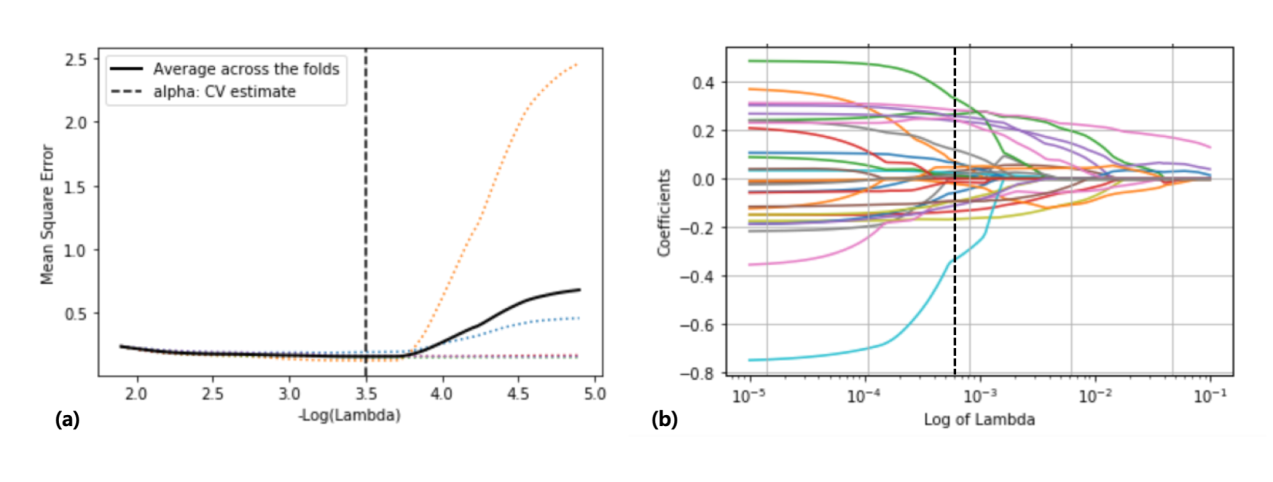 2.5
2.0
1.5
1.0
0.5
Mean Square Error
Average across the folds
alpha: CV estimate
2.0 2.5 3.0 3.5 4.0 4.5 5.0
-Log(Lambda)
(a)
0.4
0.2
0.0
−0.2
−0.4
−0.6
−0.8
Coefficients
10⁻⁵ 10⁻⁴ 10⁻³ 10⁻² 10⁻¹
Log of Lambda
(b)